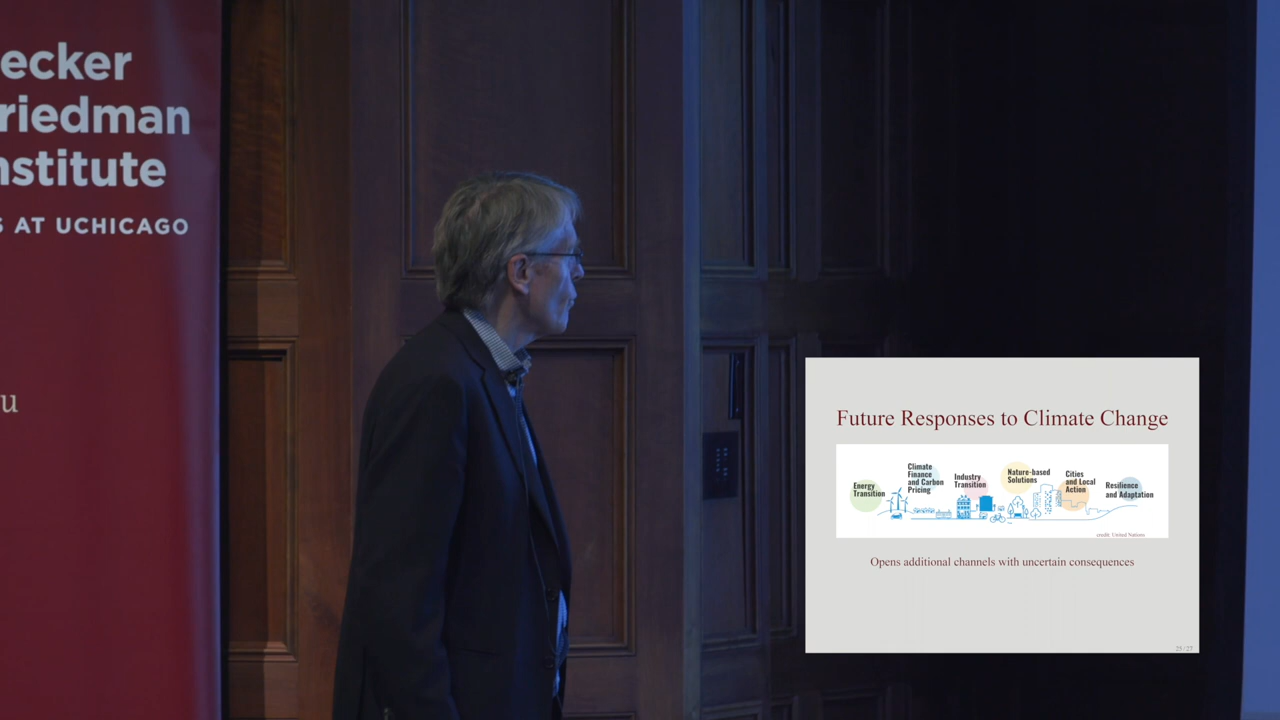 ecker
riedman
nstitute
S AT UCHICAGO
u
Future Responses to Climate Change
Energy
Transition
Climate
Finance
and Carbon
Pricing
Industry
Transition
Nature-based
Solutions
Cities
and Local
Action
Resilience
and Adaptation
credit: United Nations
Opens additional channels with uncertain consequences
25 / 27